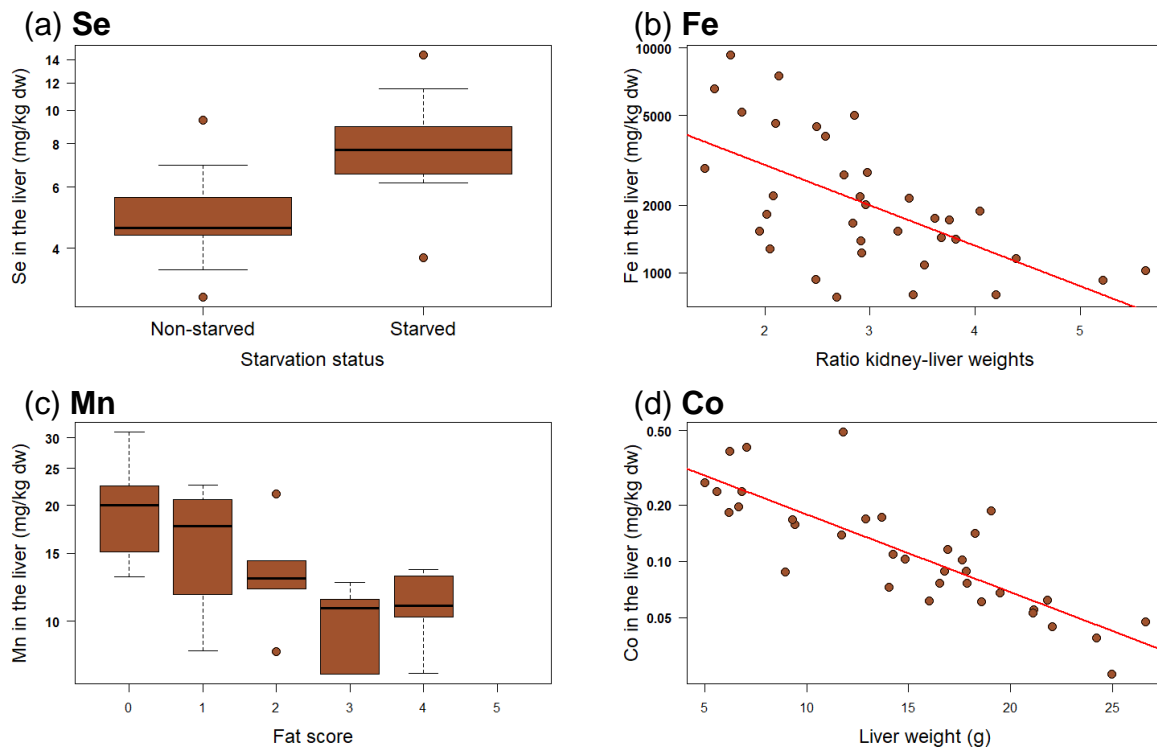 (a) Se
Se in the liver (mg/kg dw)
14
12
10
8
6
4
Non-starved
Starved
Starvation status
(b) Fe
Fe in the liver (mg/kg dw)
10000
5000
2000
1000
2
3
4
5
Ratio kidney-liver weights
(c) Mn
Mn in the liver (mg/kg dw)
30
25
20
15
10
0
1
2
3
4
5
Fat score
(d) Co
Co in the liver (mg/kg dw)
0.50
0.20
0.10
0.05
5
10
15
20
25
Liver weight (g)